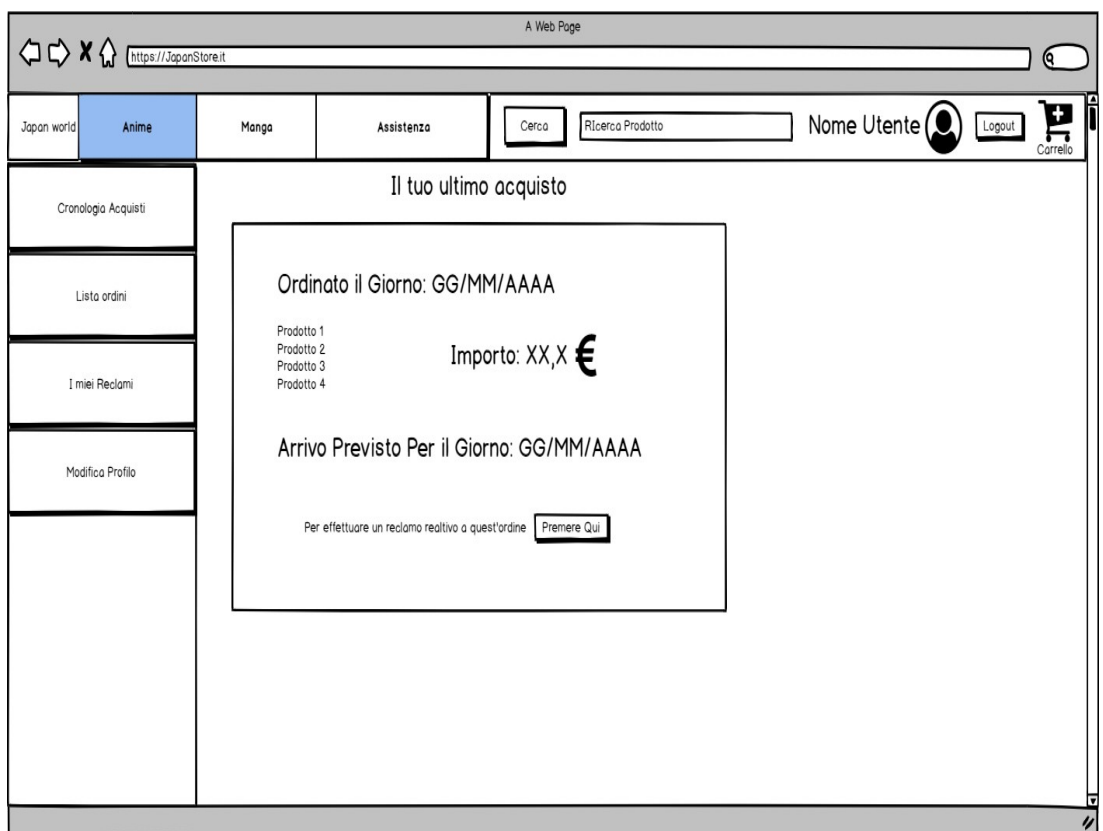 A Web Page
https://JapanStore.it
Japan world
Anime
Manga
Assistenza
Cerca
RIcerca Prodotto
Nome Utente
Logout
Carrello
Cronologia Acquisti
Lista ordini
I miei Reclami
Modifica Profilo
Il tuo ultimo acquisto
Ordinato il Giorno: GG/MM/AAAA
Prodotto 1
Prodotto 2
Prodotto 3
Prodotto 4
Importo: XX,X €
Arrivo Previsto Per il Giorno: GG/MM/AAAA
Per effettuare un reclamo realtivo a quest'ordine Premere Qui